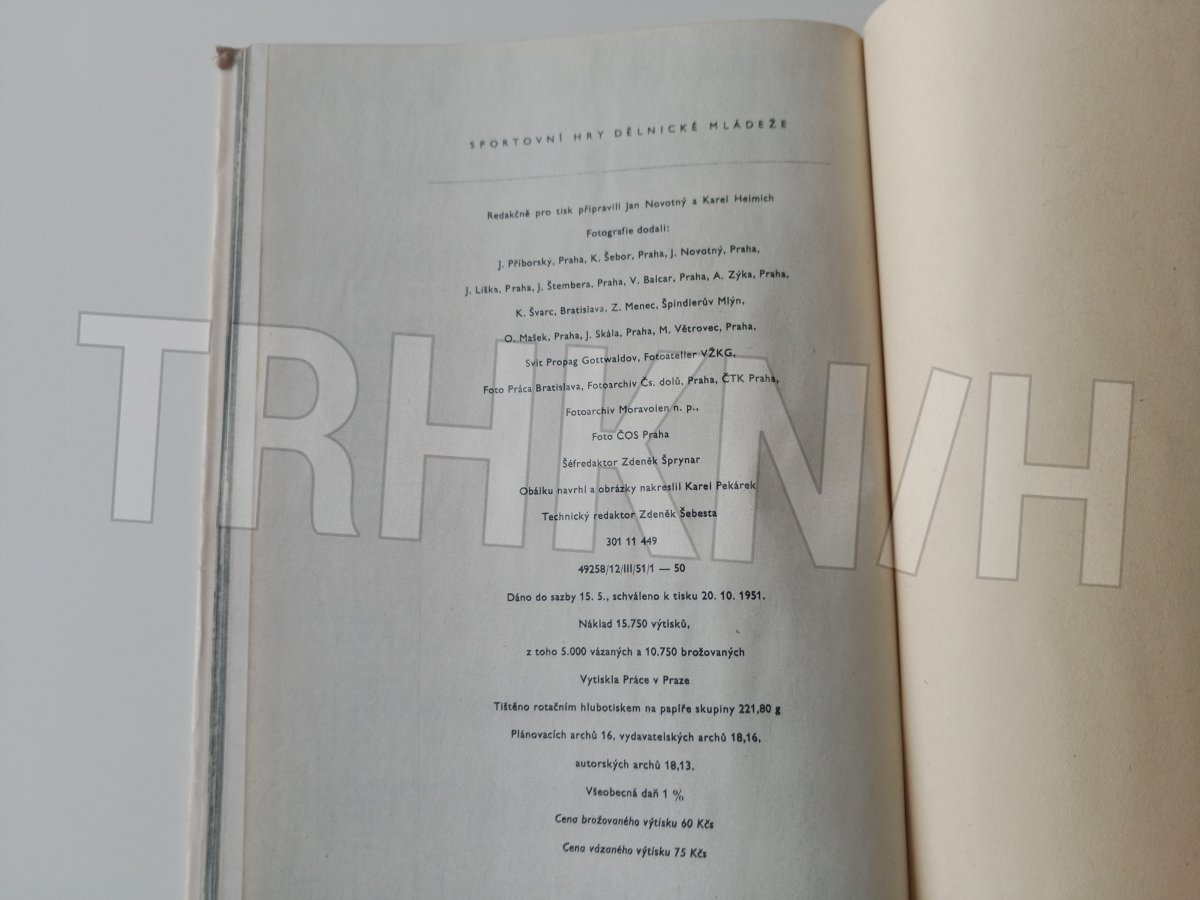 SPORTOVNÍ HRY DĚLNICKÉ MLÁDEŽE
Redakčně pro tisk připravili Jan Novotný a Karel Helmich
Fotografie dodali:
J. Příborský, Praha, K. Šebor, Praha, J. Novotný, Praha,
J. Liška, Praha, J. Štembera, Praha, V. Balcar, Praha, A. Zýka, Praha,
K. Švarc, Bratislava, Z. Menec, Špindlerův Mlýn,
O. Mašek, Praha, J. Skála, Praha, M. Větrovec, Praha,
Svit Propag Gottwaldov, Fotoatelier VŽKG,
Foto Práca Bratislava, Fotoarchiv Čs. dolů, Praha, ČTK Praha,
Fotoarchiv Moravolen n. p.,
Foto ČOS Praha
Šéfredaktor Zdeněk Šprynar
Obálku navrhl a obrázky nakreslil Karel Pekárek
Technický redaktor Zdeněk Šebesta
301 11 449
49258/12/III/51/1 — 50
Dáno do sazby 15. 5., schváleno k tisku 20. 10. 1951.
Náklad 15.750 výtisků,
z toho 5.000 vázaných a 10.750 brožovaných
Vytiskla Práce v Praze
Tištěno rotačním hlubotiskem na papíře skupiny 221,80 g
Plánovacích archů 16, vydavatelských archů 18,16,
autorských archů 18,13.
Všeobecná daň 1 %
Cena brožovaného výtisku 60 Kčs
Cena vázaného výtisku 75 Kčs
TRHKN/H